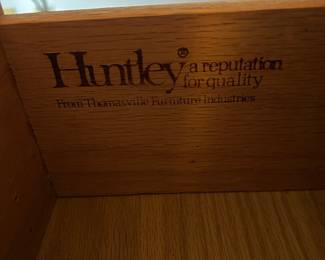 Huntley® a reputation
for quality
From Thomasville Furniture Industries